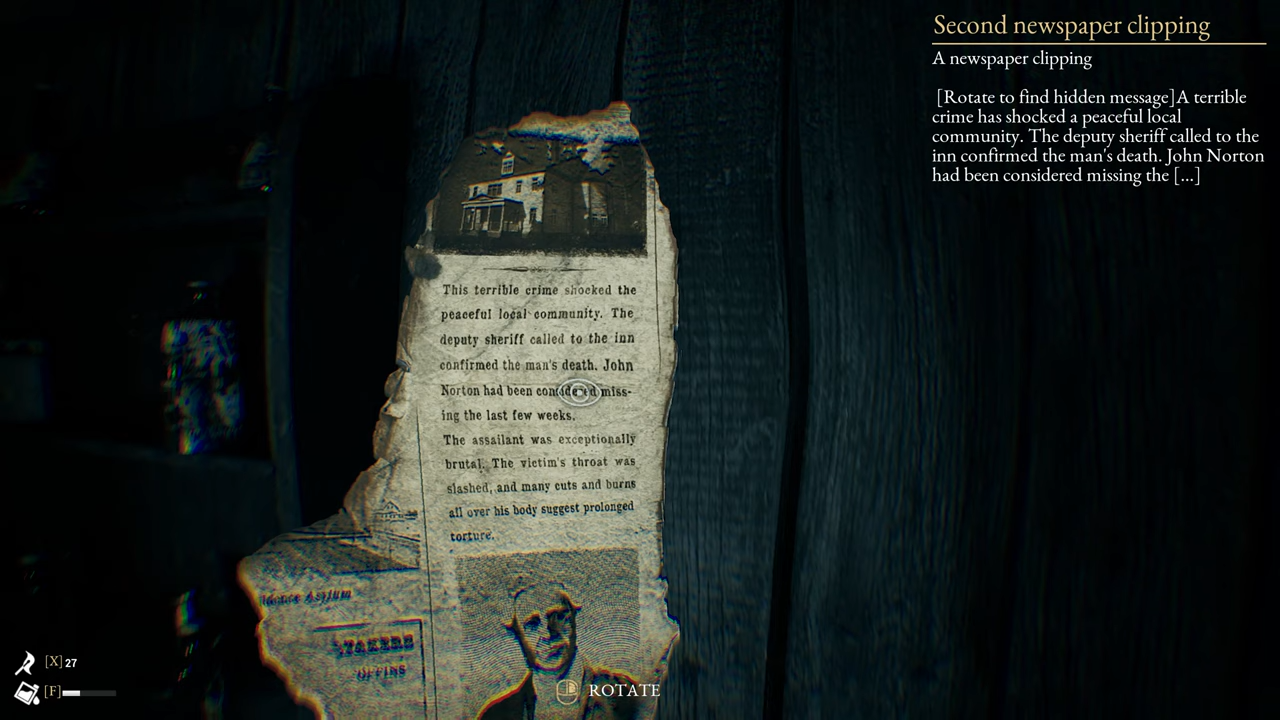 Second newspaper clipping
A newspaper clipping
[Rotate to find hidden message]A terrible
crime has shocked a peaceful local
community. The deputy sheriff called to the
inn confirmed the man's death. John Norton
had been considered missing the [...]
This terrible crime shocked the
peaceful local community. The
deputy sheriff called to the inn
confirmed the man's death. John
Norton had been considered miss-
ing the last few weeks.
The assailant was exceptionally
brutal. The victim's throat was
slashed, and many cuts and burns
all over his body suggest prolonged
torture.
Asylum
OFFINS
[X] 27
[F]
ROTATE